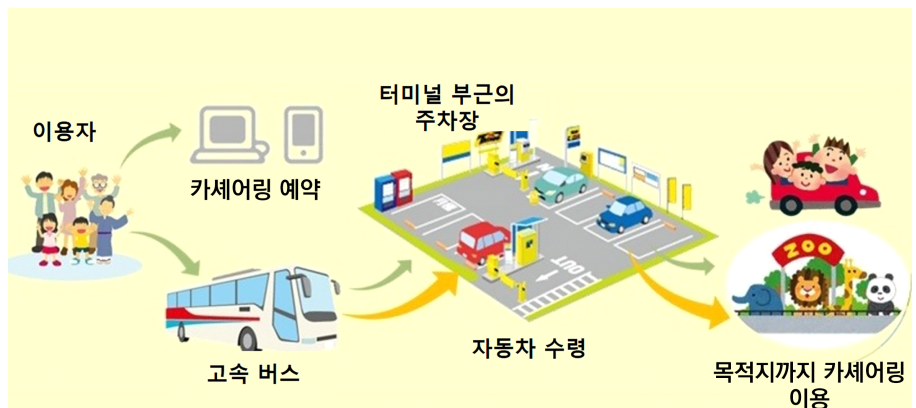 이용자
카셰어링 예약
터미널 부근의
주차장
고속 버스
OUT
자동차 수령
ZOO
목적지까지 카셰어링
이용